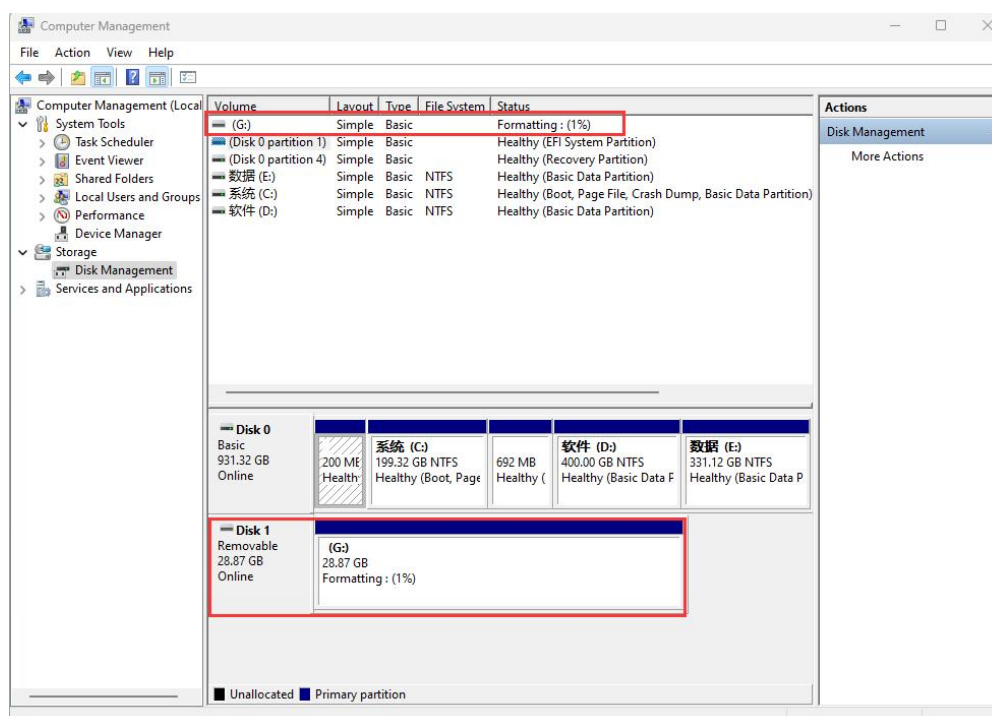 Computer Management
File Action View Help
Computer Management (Local
System Tools
Task Scheduler
Event Viewer
Shared Folders
Local Users and Groups
Performance
Device Manager
Storage
Disk Management
Services and Applications
Volume Layout Type File System Status
(G:) Simple Basic Formatting : (1%)
(Disk 0 partition 1) Simple Basic Healthy (EFI System Partition)
(Disk 0 partition 4) Simple Basic Healthy (Recovery Partition)
数据 (E:) Simple Basic NTFS Healthy (Basic Data Partition)
系统 (C:) Simple Basic NTFS Healthy (Boot, Page File, Crash Dump, Basic Data Partition)
软件 (D:) Simple Basic NTFS Healthy (Basic Data Partition)
Disk 0
Basic
931.32 GB
Online
200 ME
Health
系统 (C:)
199.32 GB NTFS
Healthy (Boot, Page
692 MB
Healthy (
软件 (D:)
400.00 GB NTFS
Healthy (Basic Data F
数据 (E:)
331.12 GB NTFS
Healthy (Basic Data P
Disk 1
Removable
28.87 GB
Online
(G:)
28.87 GB
Formatting : (1%)
Unallocated Primary partition
Actions
Disk Management
More Actions